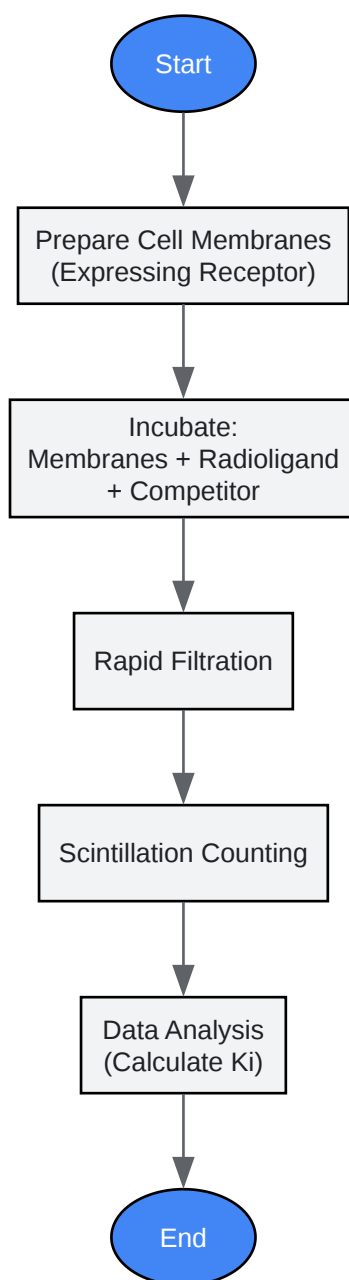 Start
Prepare Cell Membranes
(Expressing Receptor)
Incubate:
Membranes + Radioligand
+ Competitor
Rapid Filtration
Scintillation Counting
Data Analysis
(Calculate Ki)
End